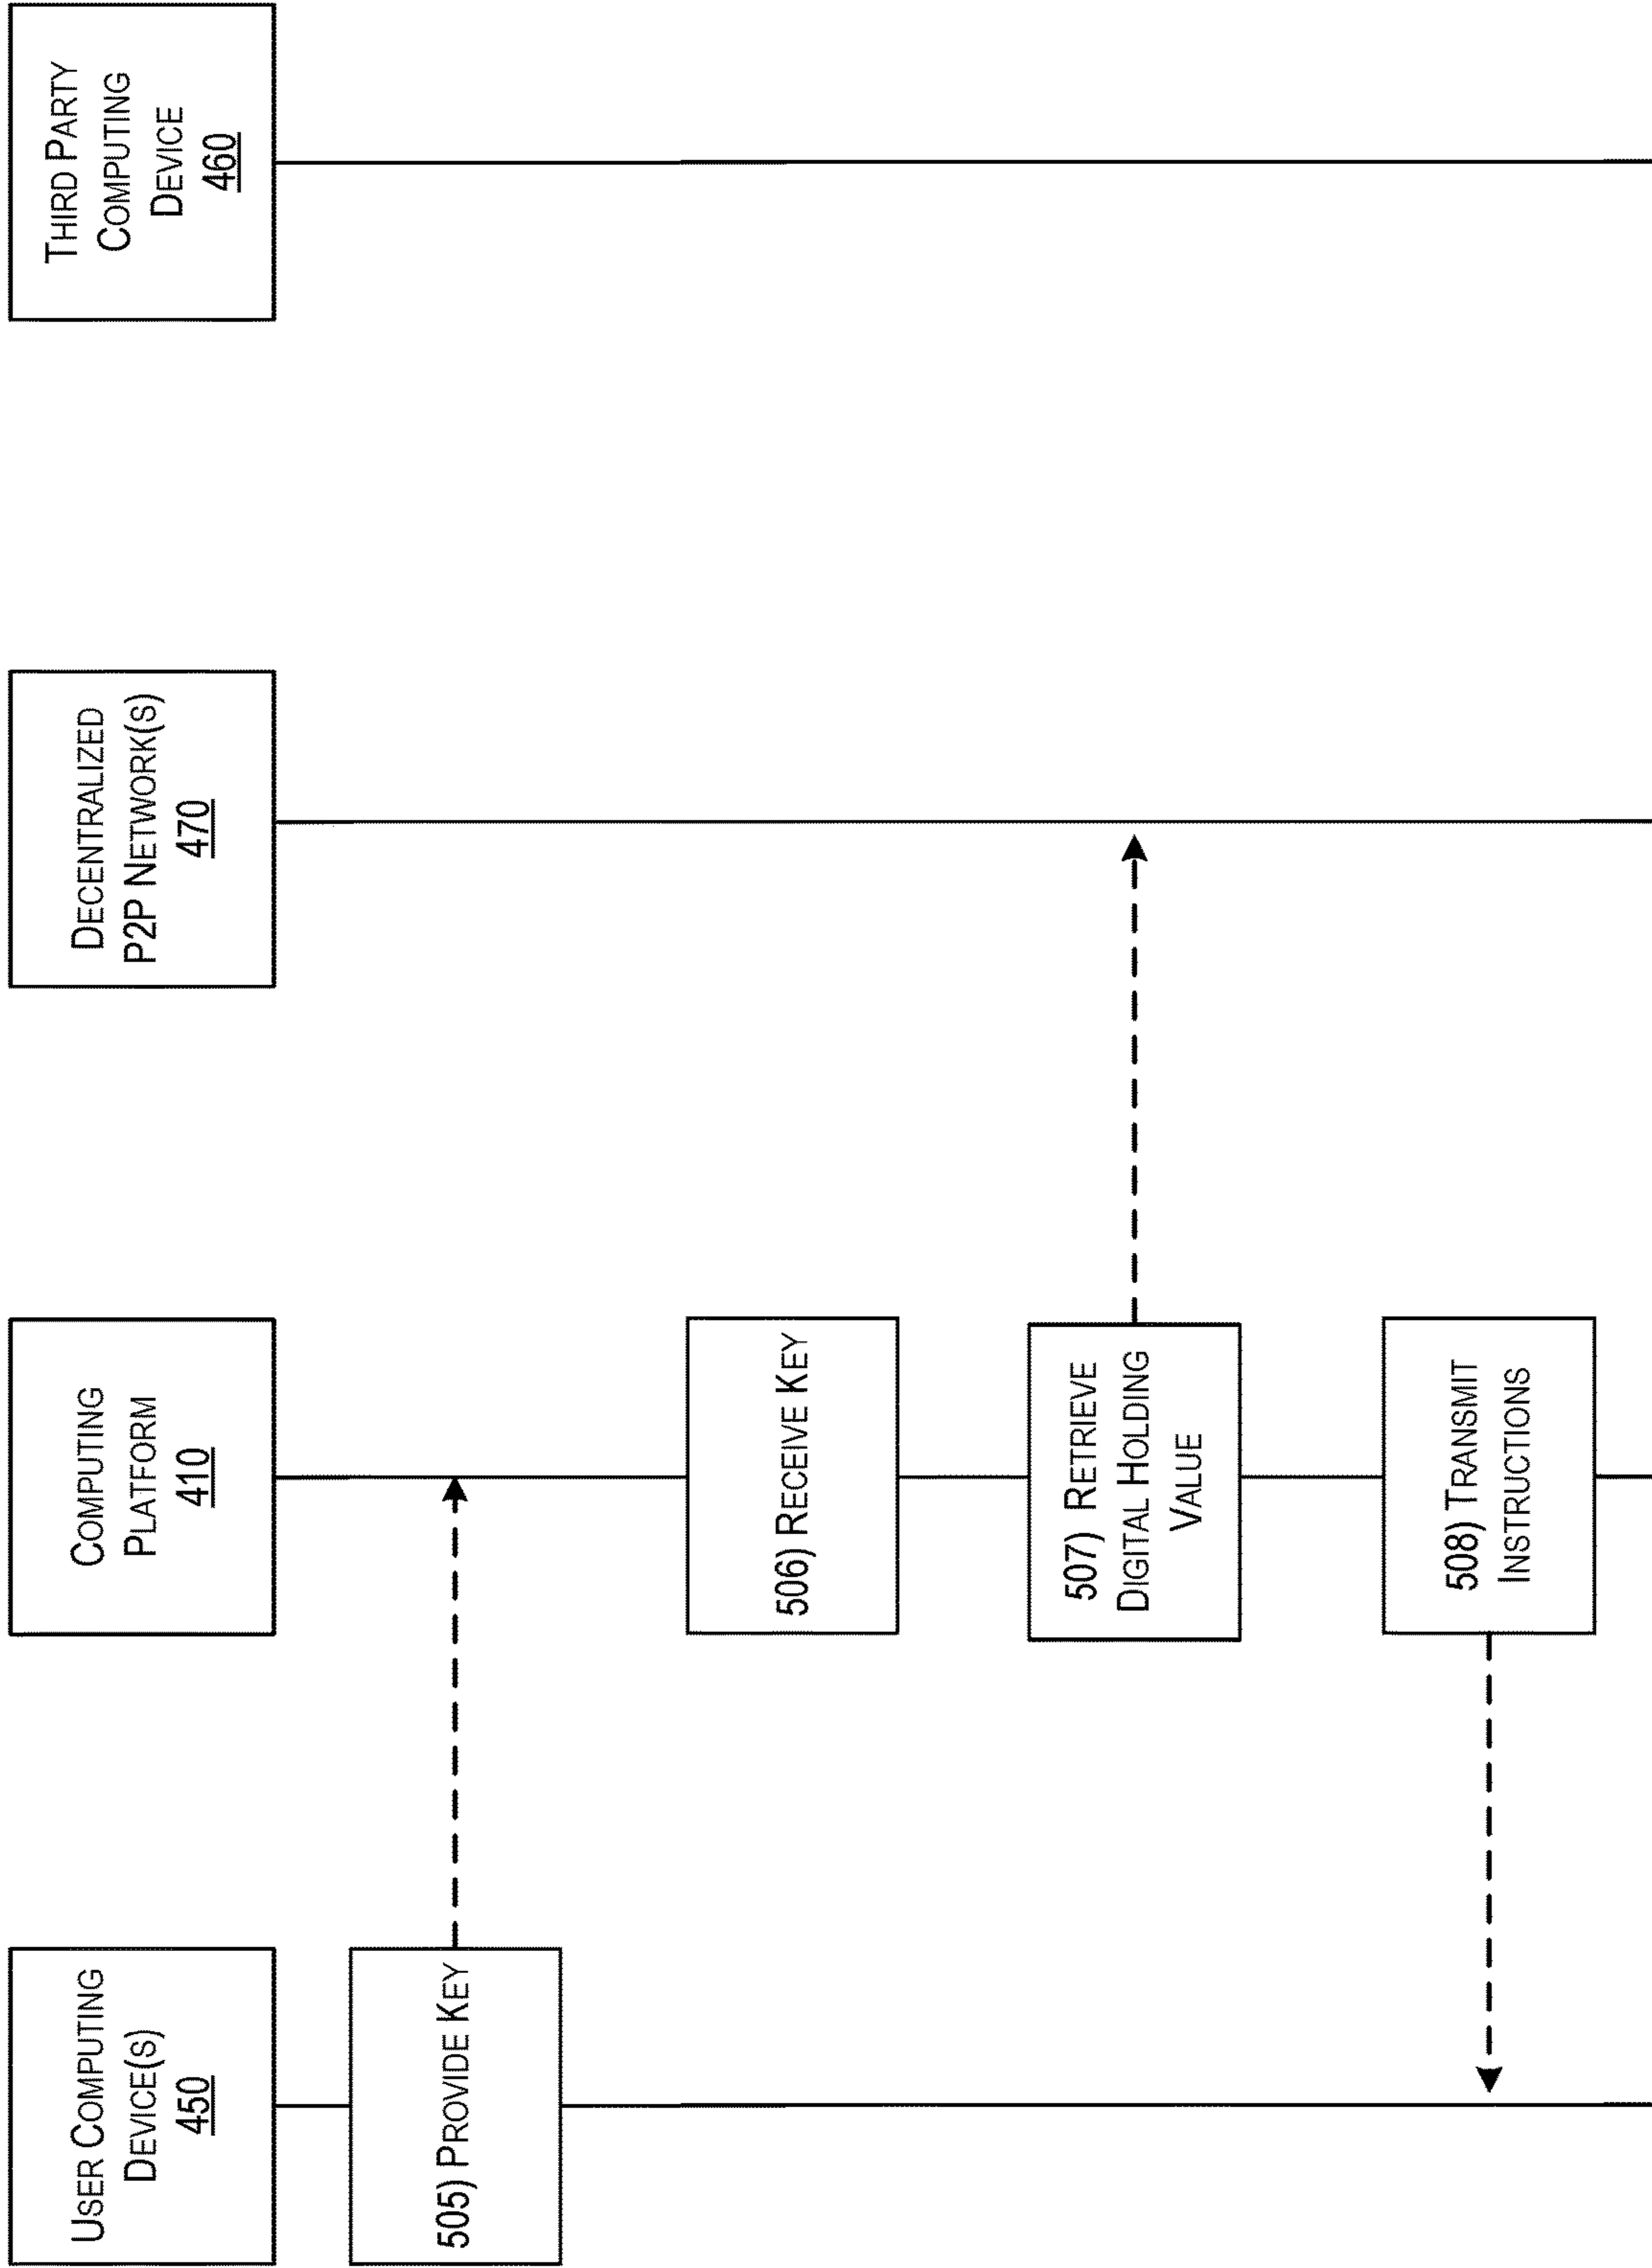 USER COMPUTING
DEVICE(S)
450
COMPUTING
PLATFORM
410
DECENTRALIZED
P2P NETWORK(S)
470
THIRD PARTY
COMPUTING
DEVICE
460
505) PROVIDE KEY
506) RECEIVE KEY
507) RETRIEVE
DIGITAL HOLDING
VALUE
508) TRANSMIT
INSTRUCTIONS